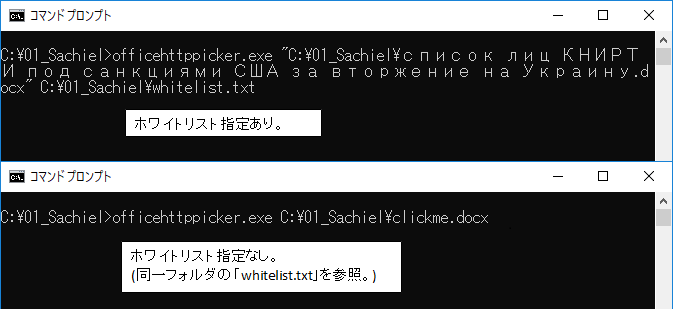 コマンドプロンプト
C:¥01_Sachiel>officehttppicker.exe "C:¥01_Sachiel¥список лиц КНИРТ
И под санкциями США за вторжение на Украину.d
ocx" C:¥01_Sachiel¥whitelist.txt
ホワイトリスト指定あり。
コマンドプロンプト
C:¥01_Sachiel>officehttppicker.exe C:¥01_Sachiel¥clickme.docx
ホワイトリスト指定なし。
(同一フォルダの「whitelist.txt」を参照。)